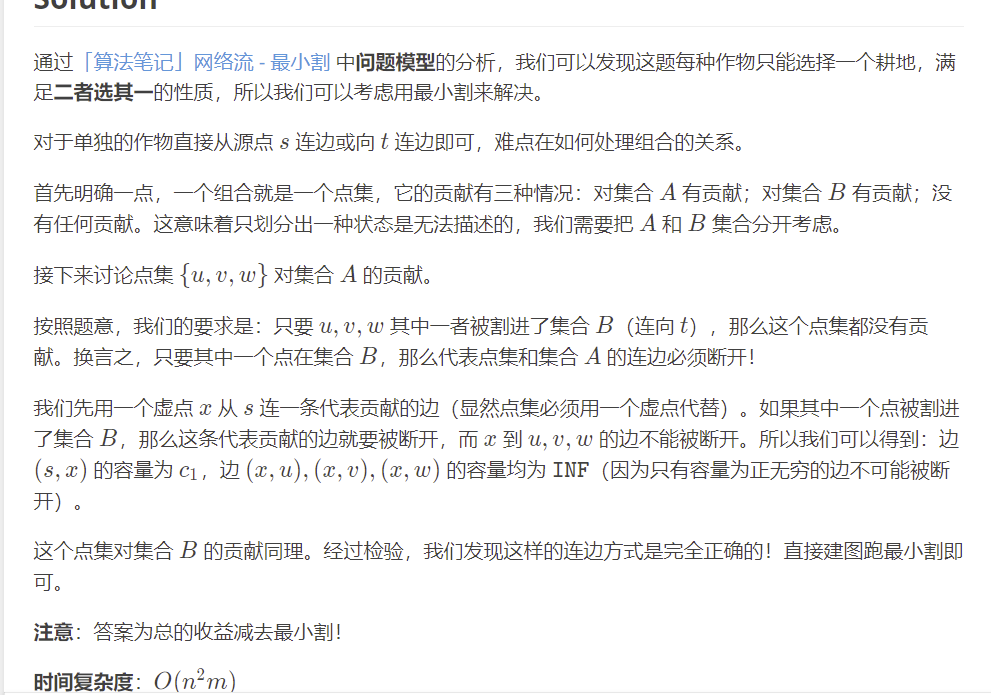 Solution
通过「算法笔记」网络流 - 最小割 中问题模型的分析，我们可以发现这题每种作物只能选择一个耕地，满
足二者选其一的性质，所以我们可以考虑用最小割来解决。
对于单独的作物直接从源点 s 连边或向 t 连边即可，难点在如何处理组合的关系。
首先明确一点，一个组合就是一个点集，它的贡献有三种情况：对集合 A 有贡献；对集合 B 有贡献；没
有任何贡献。这意味着只划分出一种状态是无法描述的，我们需要把 A 和 B 集合分开考虑。
接下来讨论点集 {u, v, w} 对集合 A 的贡献。
按照题意，我们的要求是：只要 u, v, w 其中一者被割进了集合 B（连向 t），那么这个点集都没有贡
献。换言之，只要其中一个点在集合 B，那么代表点集和集合 A 的连边必须断开！
我们先用一个虚点 x 从 s 连一条代表贡献的边（显然点集必须用一个虚点代替）。如果其中一个点被割进
了集合 B，那么这条代表贡献的边就要被断开，而 x 到 u, v, w 的边不能被断开。所以我们可以得到：边
(s, x) 的容量为 c₁，边 (x, u), (x, v), (x, w) 的容量均为 INF（因为只有容量为正无穷的边不可能被断
开）。
这个点集对集合 B 的贡献同理。经过检验，我们发现这样的连边方式是完全正确的！直接建图跑最小割即
可。
注意：答案为总的收益减去最小割！
时间复杂度：O(n²m)